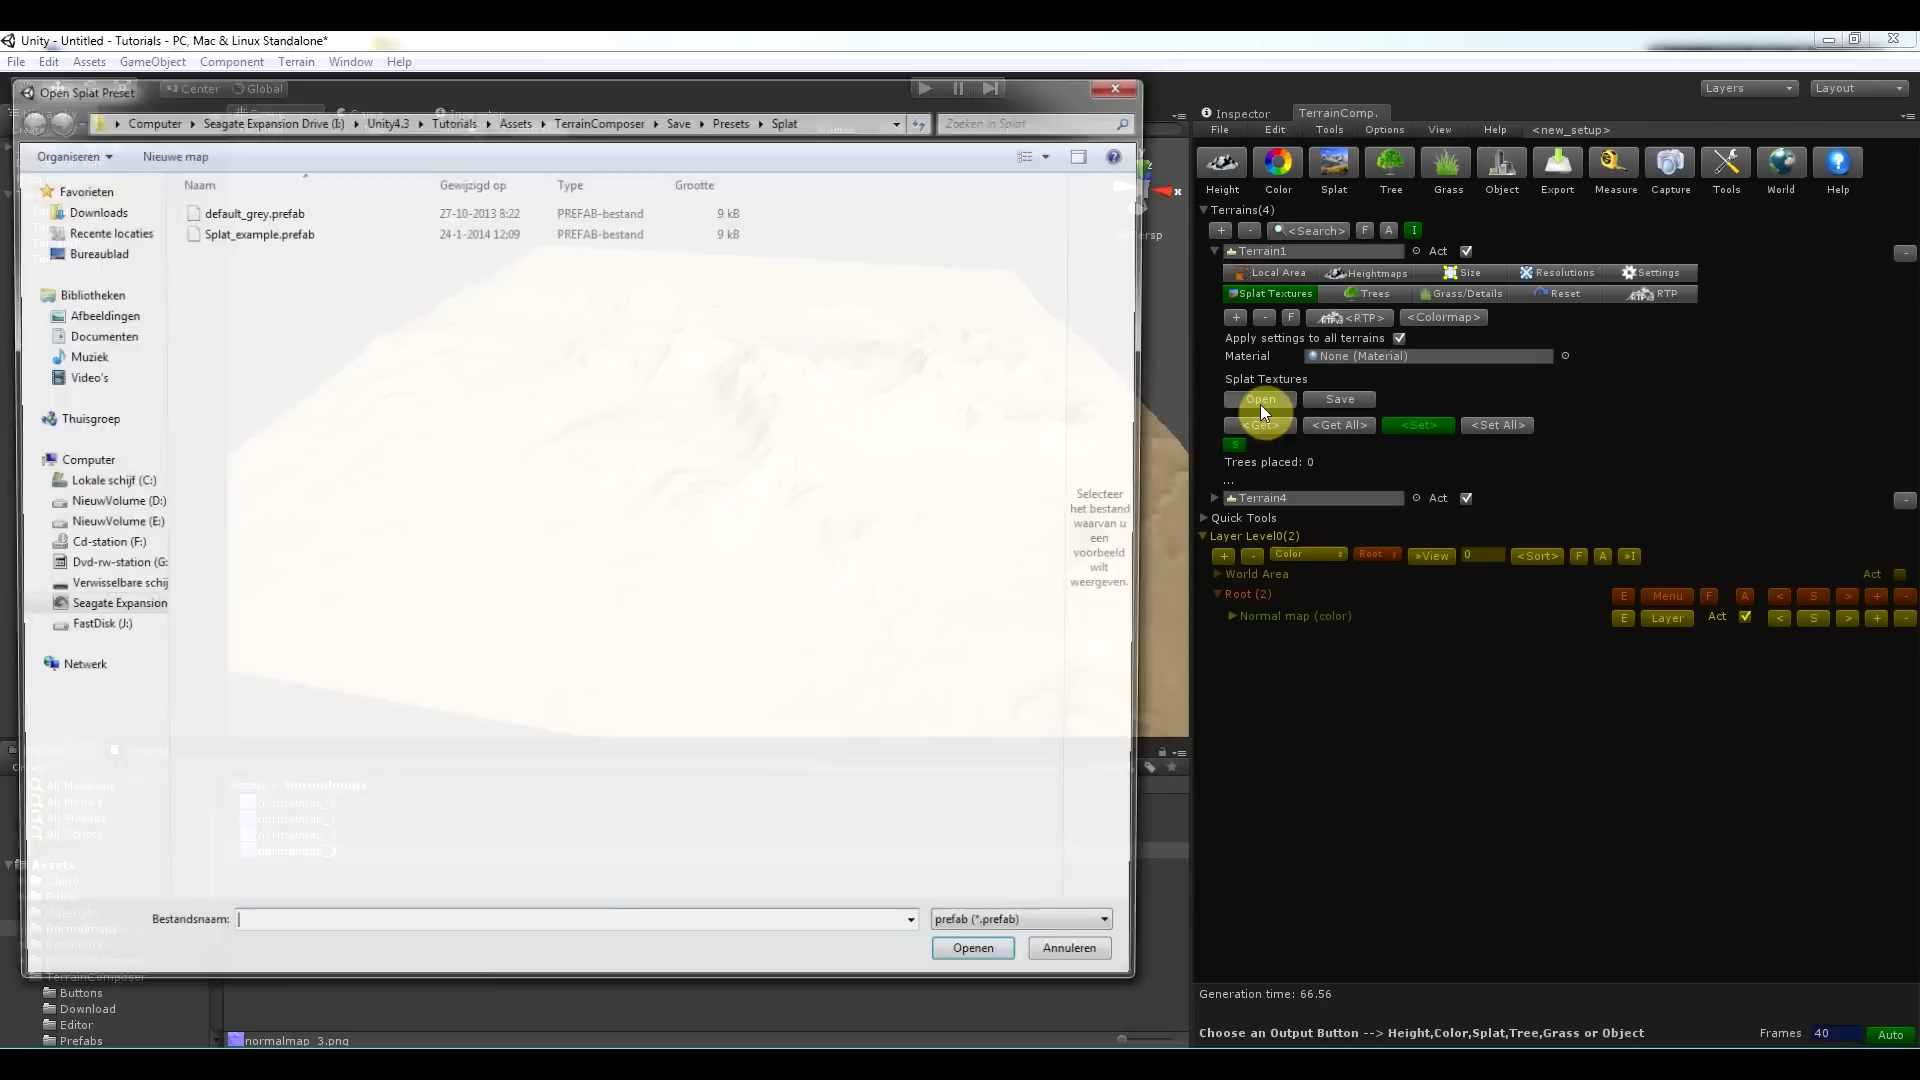 Unity - Untitled - Tutorials - PC, Mac & Linux Standalone*
File Edit Assets GameObject Component Terrain Window Help
Open Splat Preset
Center Global
Layers Layout
Computer Seagate Expansion Drive (I:) Unity4.3 Tutorials Assets TerrainComposer Save Presets Splat
Zoeken in Splat
Organiseren Nieuwe map
Naam Gewijzigd op Type Grootte
default_grey.prefab 27-10-2013 8:22 PREFAB-bestand 9 kB
Splat_example.prefab 24-1-2014 12:09 PREFAB-bestand 9 kB
Favorieten
Downloads
Recente locaties
Bureaublad
Bibliotheken
Afbeeldingen
Documenten
Muziek
Video's
Thuisgroep
Computer
Lokale schijf (C:)
NieuwVolume (D:)
NieuwVolume (E:)
Cd-station (F:)
Dvd-rw-station (G:
Verwisselbare schij
Seagate Expansion
FastDisk (J:)
Netwerk
Selecteer
het bestand
waarvan u
een
voorbeeld
wilt
weergeven.
Bestandsnaam: prefab (*.prefab)
Openen Annuleren
Assets
TerrainComposer
Buttons
Download
Editor
Prefabs
normalmap_3.png
Inspector TerrainComp.
File Edit Tools Options View Help <new_setup>
Height Color Splat Tree Grass Object Export Measure Capture Tools World Help
Terrains(4)
+ - <Search> F A I
Terrain1 Act -
Local Area Heightmaps Size Resolutions Settings
Splat Textures Trees Grass/Details Reset RTP
+ - F <RTP> <Colormap>
Apply settings to all terrains
Material None (Material)
Splat Textures
Open Save
<Get> <Get All> <Set> <Set All>
S
Trees placed: 0
...
Terrain4 Act -
Quick Tools
Layer Level0(2)
+ - Color Root »View 0 <Sort> F A »I
World Area Act
Root (2) E Menu F A < S > + -
Normal map (color) E Layer Act < S > + -
Generation time: 66.56
Choose an Output Button --> Height,Color,Splat,Tree,Grass or Object Frames 40 Auto